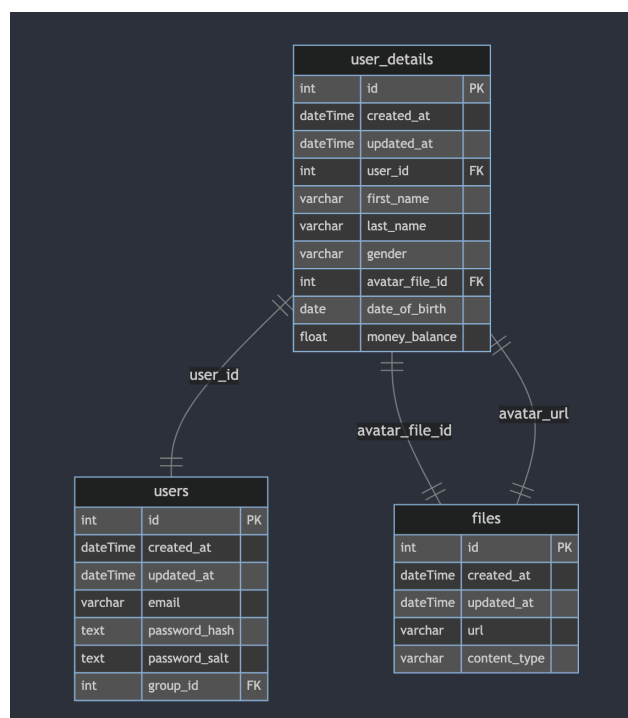 user_details
int id PK
dateTime created_at
dateTime updated_at
int user_id FK
varchar first_name
varchar last_name
varchar gender
int avatar_file_id FK
date date_of_birth
float money_balance
user_id
avatar_url
avatar_file_id
users
int id PK
dateTime created_at
dateTime updated_at
varchar email
text password_hash
text password_salt
int group_id FK
files
int id PK
dateTime created_at
dateTime updated_at
varchar url
varchar content_type